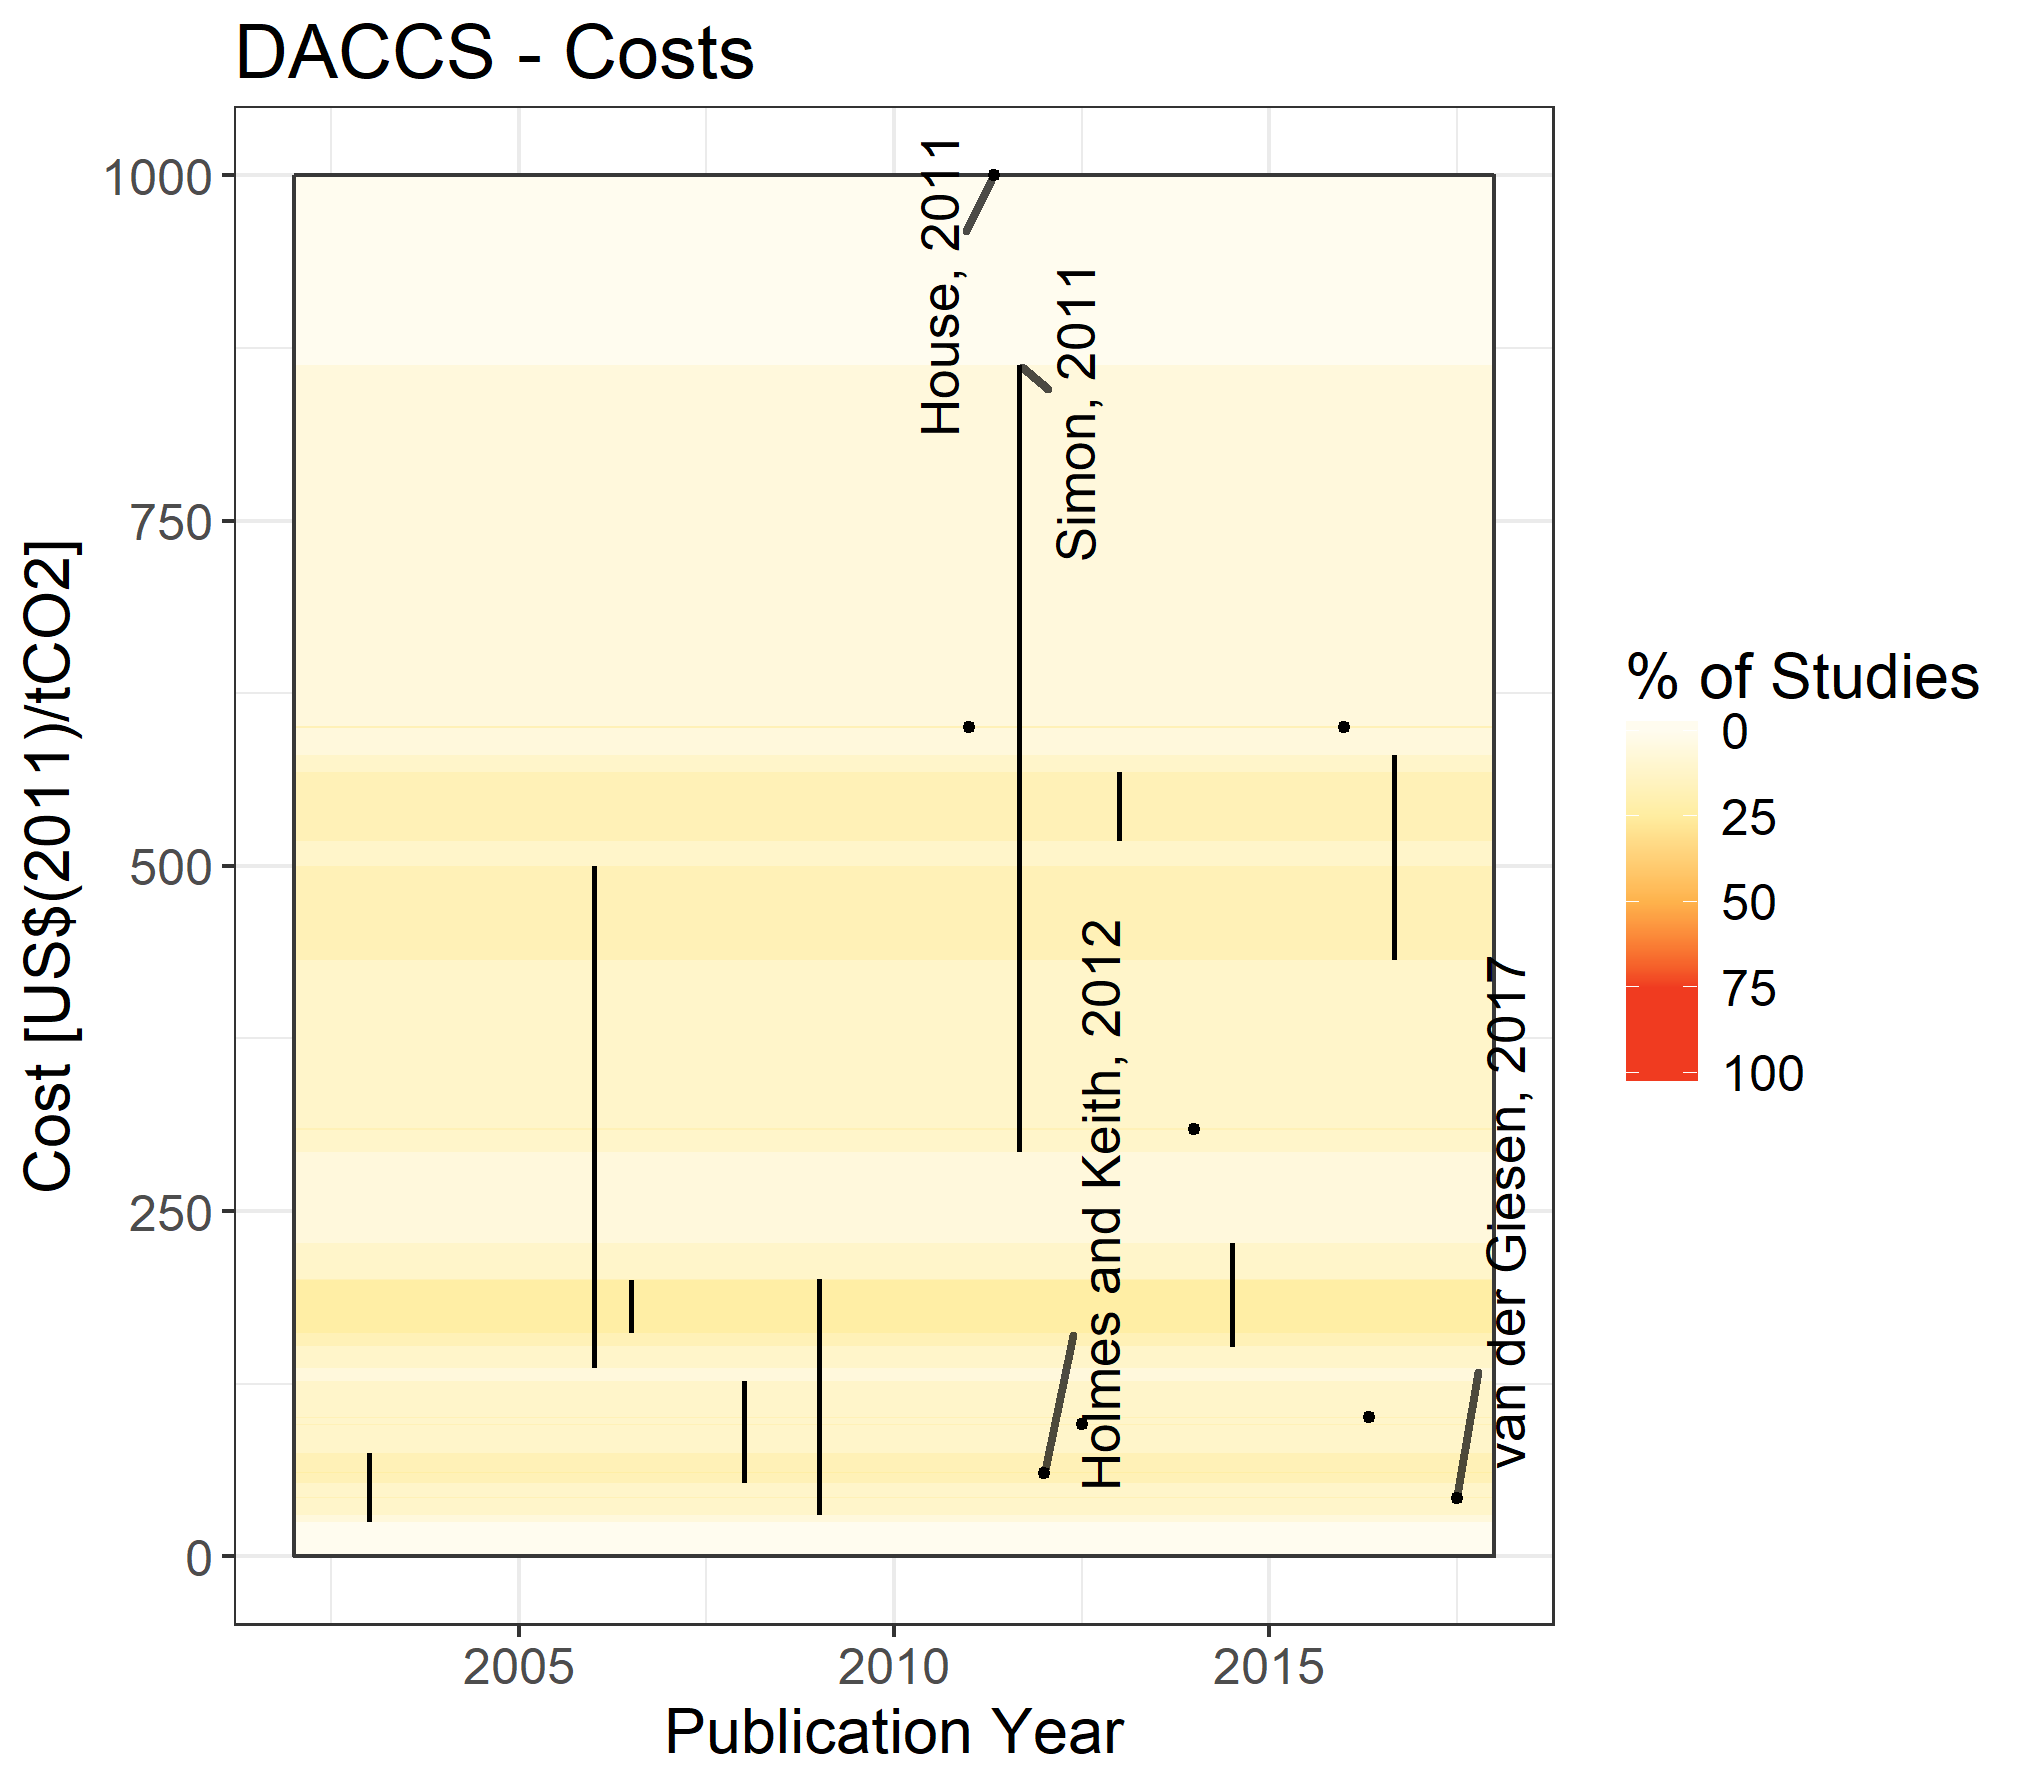 DACCS - Costs
Cost [US$(2011)/tCO2]
1000
750
500
250
0
House, 2011
Simon, 2011
Holmes and Keith, 2012
van der Giesen, 2017
2005
2010
2015
Publication Year
% of Studies
0
25
50
75
100